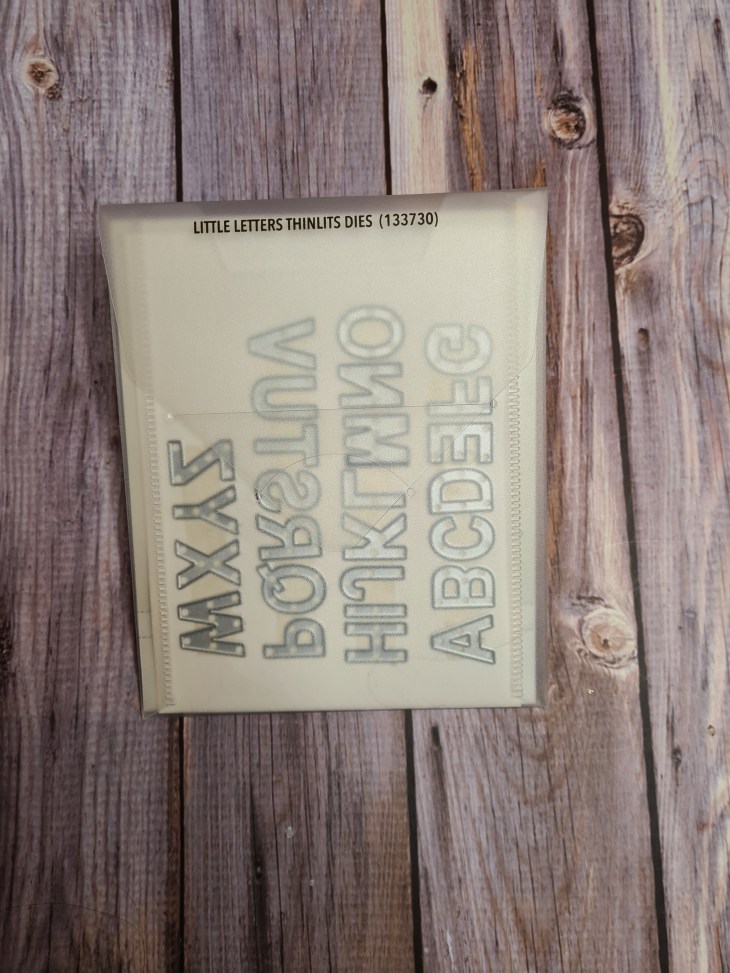 LITTLE LETTERS THINLITS DIES (133730)
ABCDEFG
HIJKLMNO
PQRSTUV
WXYZ